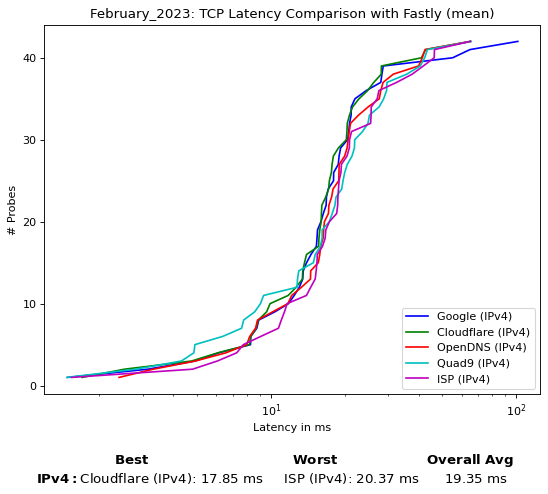 February_2023: TCP Latency Comparison with Fastly (mean)
40
30
20
10
0
# Probes
Google (IPv4)
Cloudflare (IPv4)
OpenDNS (IPv4)
Quad9 (IPv4)
ISP (IPv4)
10¹ 10²
Latency in ms
Best Worst Overall Avg
IPv4: Cloudflare (IPv4): 17.85 ms ISP (IPv4): 20.37 ms 19.35 ms